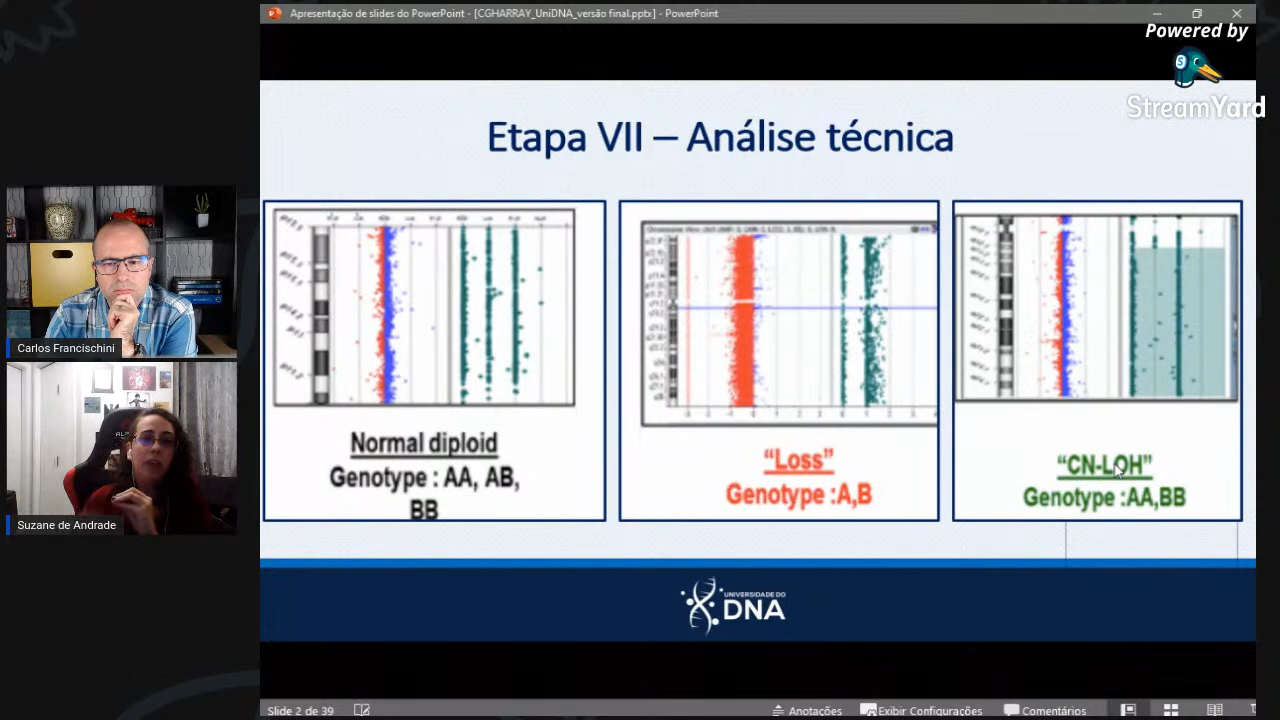 Apresentação de slides do PowerPoint - [CGHARRAY_UniDNA_versão final.pptx] - PowerPoint
Powered by
StreamYard
Etapa VII – Análise técnica
Normal diploid
Genotype : AA, AB,
BB
“Loss”
Genotype :A,B
“CN-LOH”
Genotype :AA,BB
Carlos Francischini
Suzane de Andrade
UNIVERSIDADE DO
DNA
Slide 2 de 39
Anotações
Exibir Configurações
Comentários